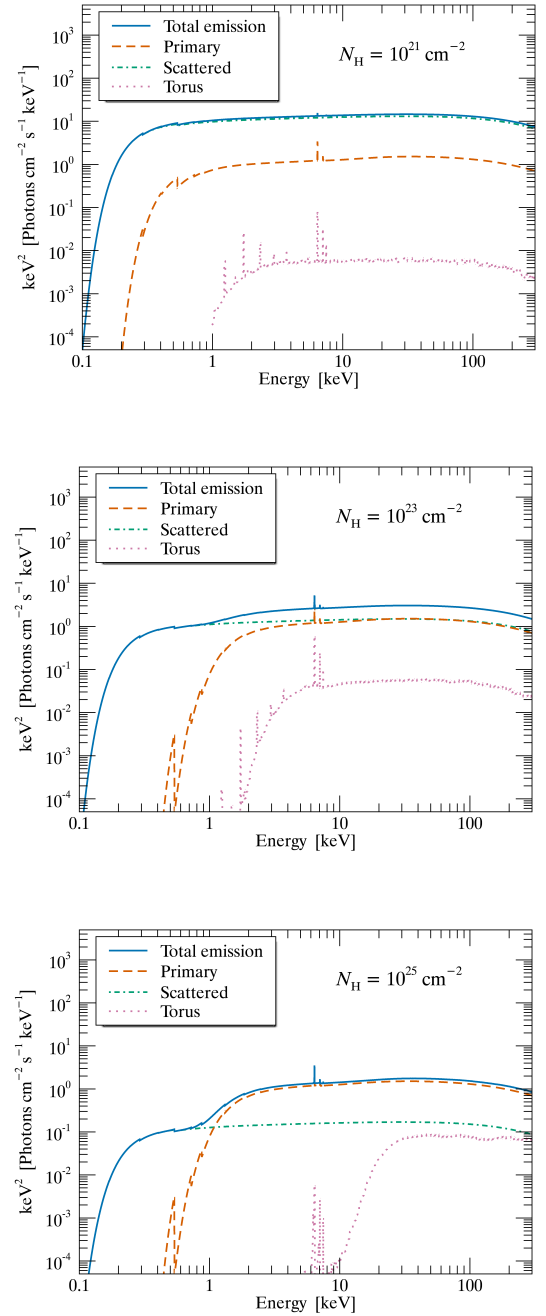 Total emission
Primary
Scattered
Torus
N_H = 10^21 cm^−2
keV^2 [Photons cm^−2 s^−1 keV^−1]
10^3
10^2
10^1
10^0
10^−1
10^−2
10^−3
10^−4
0.1 1 10 100
Energy [keV]
Total emission
Primary
Scattered
Torus
N_H = 10^23 cm^−2
keV^2 [Photons cm^−2 s^−1 keV^−1]
10^3
10^2
10^1
10^0
10^−1
10^−2
10^−3
10^−4
0.1 1 10 100
Energy [keV]
Total emission
Primary
Scattered
Torus
N_H = 10^25 cm^−2
keV^2 [Photons cm^−2 s^−1 keV^−1]
10^3
10^2
10^1
10^0
10^−1
10^−2
10^−3
10^−4
0.1 1 10 100
Energy [keV]